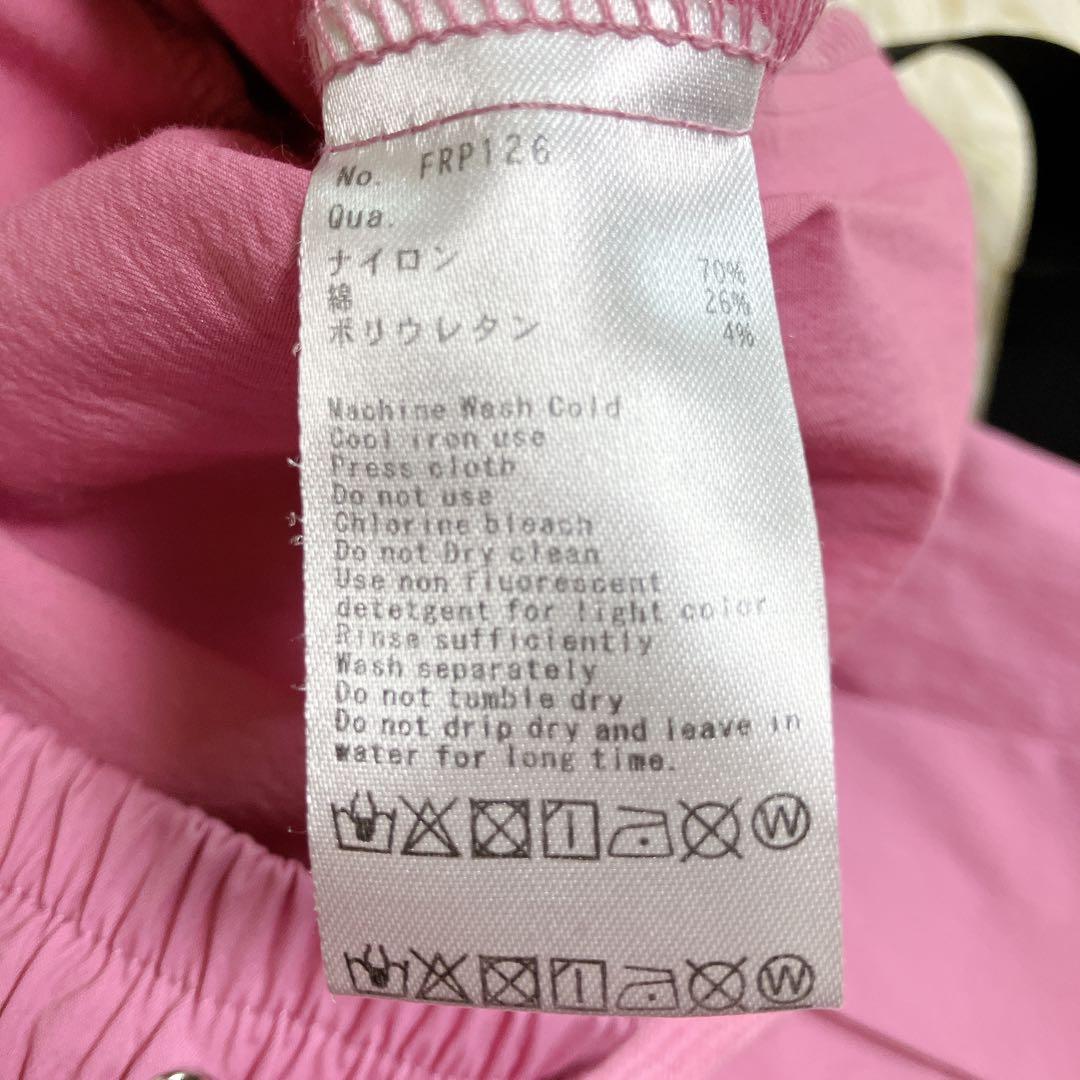 No. FRP126
Qua.
ナイロン 70%
綿 26%
ポリウレタン 4%
Machine Wash Cold
Cool iron use
Press cloth
Do not use
Chlorine bleach
Do not Dry clean
Use non fluorescent
detetgent for light color.
Rinse sufficiently
Wash separately
Do not tumble dry
Do not drip dry and leave in
water for long time.
W
W